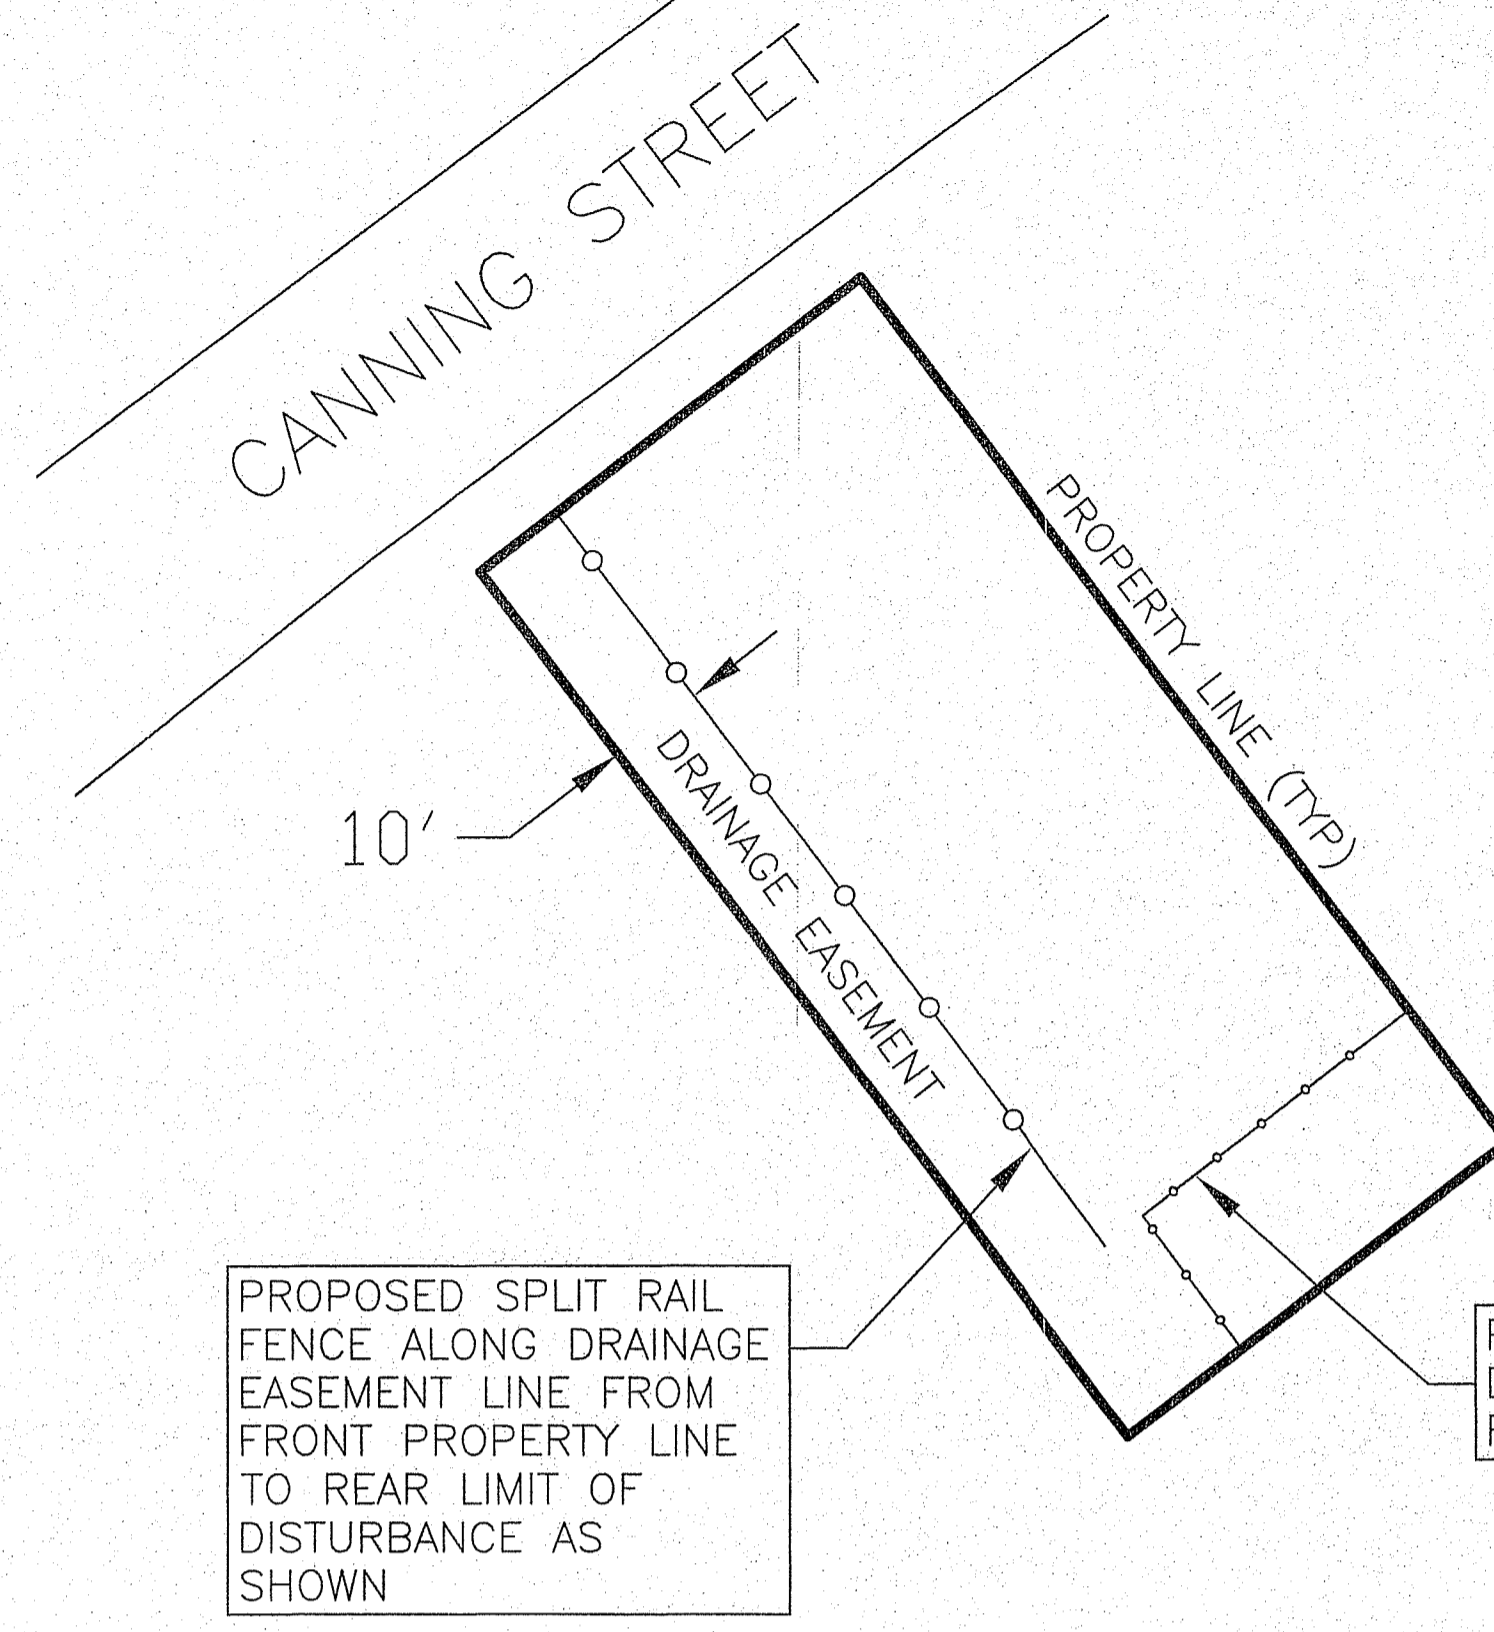 CANNING STREET
PROPERTY LINE (TYP)
10'
DRAINAGE EASEMENT
PROPOSED SPLIT RAIL
FENCE ALONG DRAINAGE
EASEMENT LINE FROM
FRONT PROPERTY LINE
TO REAR LIMIT OF
DISTURBANCE AS
SHOWN